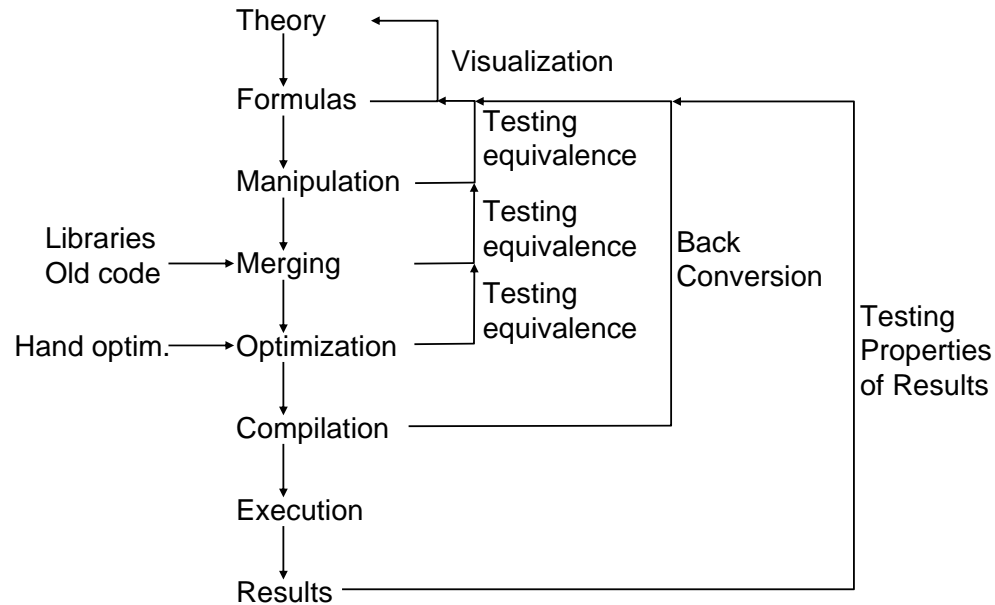 Theory
Visualization
Formulas
Testing
equivalence
Manipulation
Testing
equivalence
Libraries
Old code
Merging
Back
Conversion
Testing
equivalence
Hand optim.
Optimization
Testing
Properties
of Results
Compilation
Execution
Results